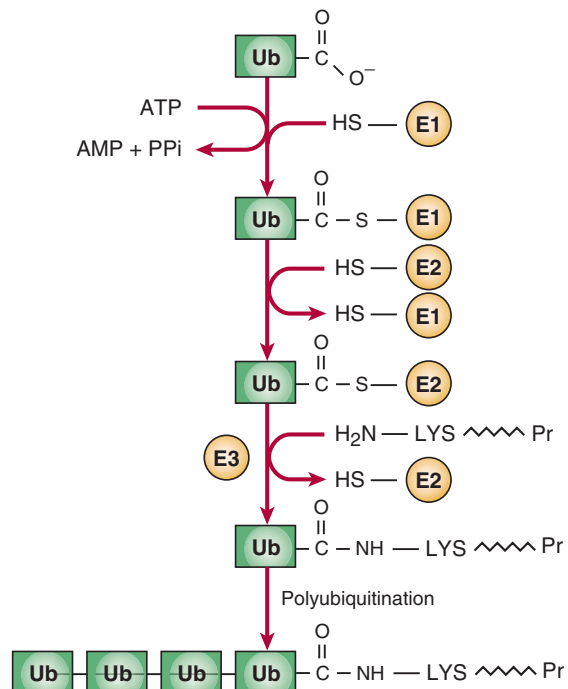 O
Ub C O–
ATP HS E1
AMP + PPi
O
Ub C S E1
HS E2
HS E1
O
Ub C S E2
H2N LYS Pr
E3 HS E2
O
Ub C NH LYS Pr
Polyubiquitination
O
Ub Ub Ub Ub C NH LYS Pr